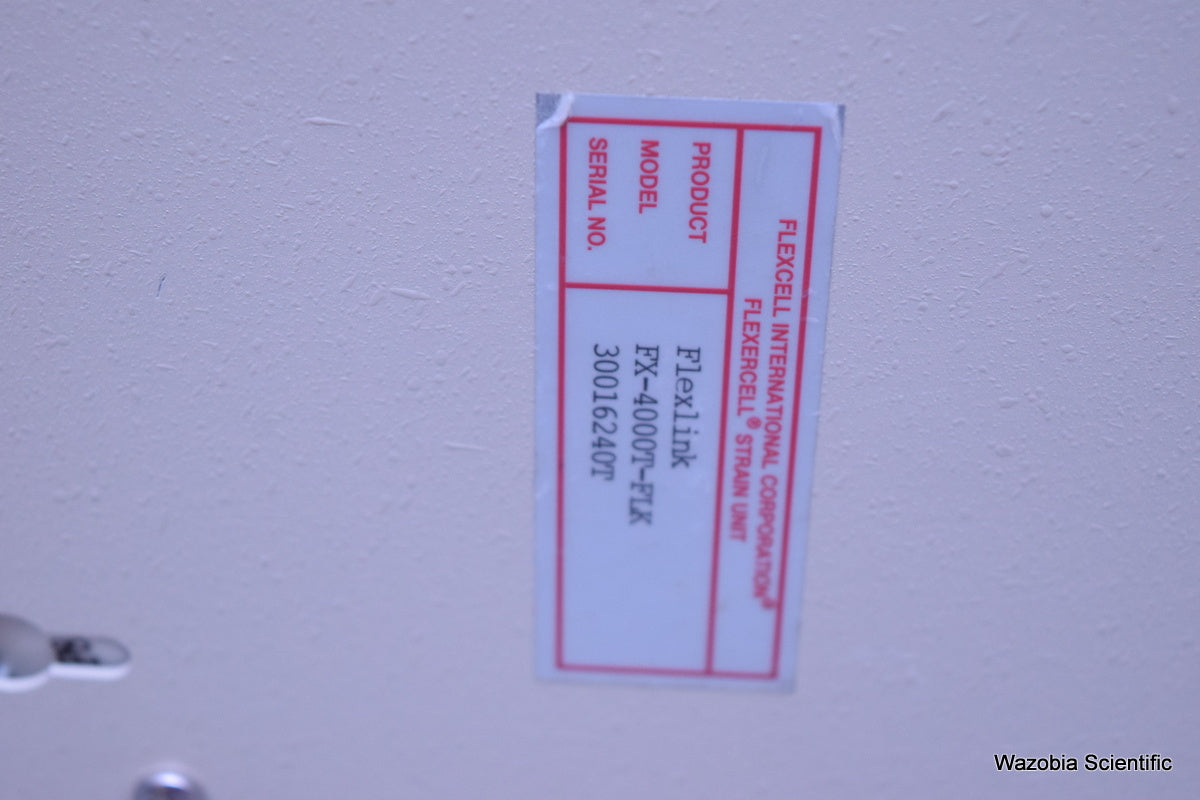 FLEXCELL INTERNATIONAL CORPORATION®
FLEXERCELL® STRAIN UNIT
PRODUCT Flexlink
MODEL FX-4000T-FLK
SERIAL NO. 30016240T
Wazobia Scientific